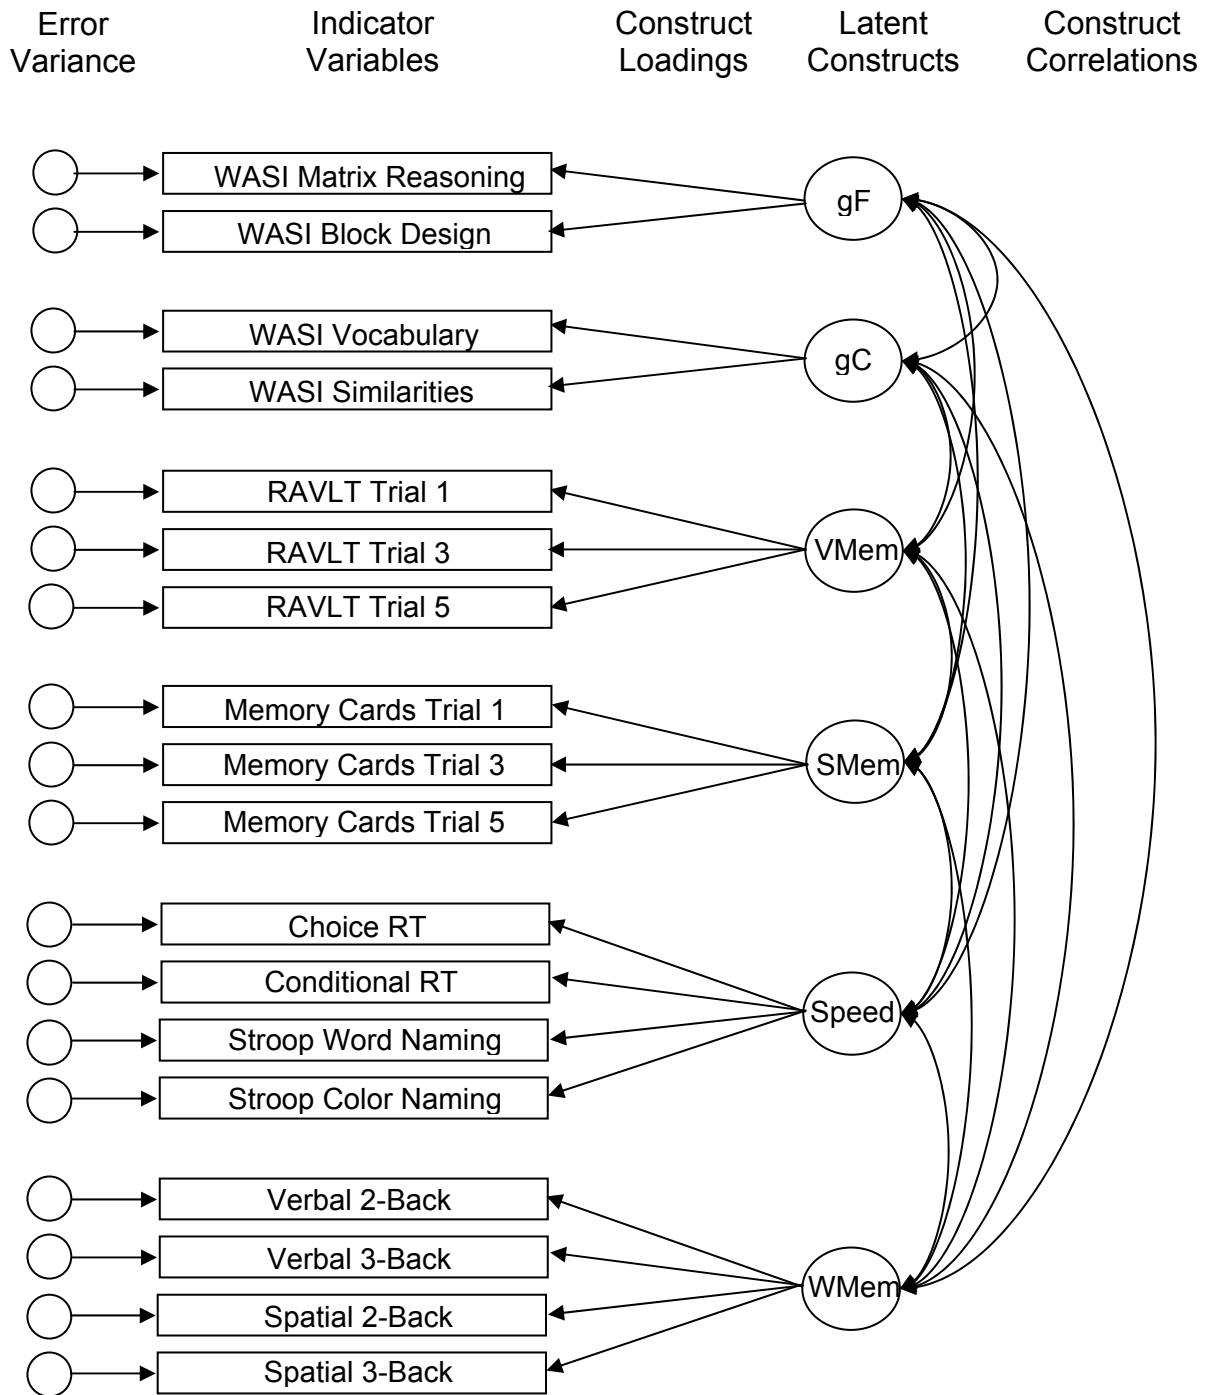 Error Variance
Indicator Variables
Construct Loadings
Latent Constructs
Construct Correlations
WASI Matrix Reasoning
WASI Block Design
gF
WASI Vocabulary
WASI Similarities
gC
RAVLT Trial 1
RAVLT Trial 3
RAVLT Trial 5
VMem
Memory Cards Trial 1
Memory Cards Trial 3
Memory Cards Trial 5
SMem
Choice RT
Conditional RT
Stroop Word Naming
Stroop Color Naming
Speed
Verbal 2-Back
Verbal 3-Back
Spatial 2-Back
Spatial 3-Back
WMem